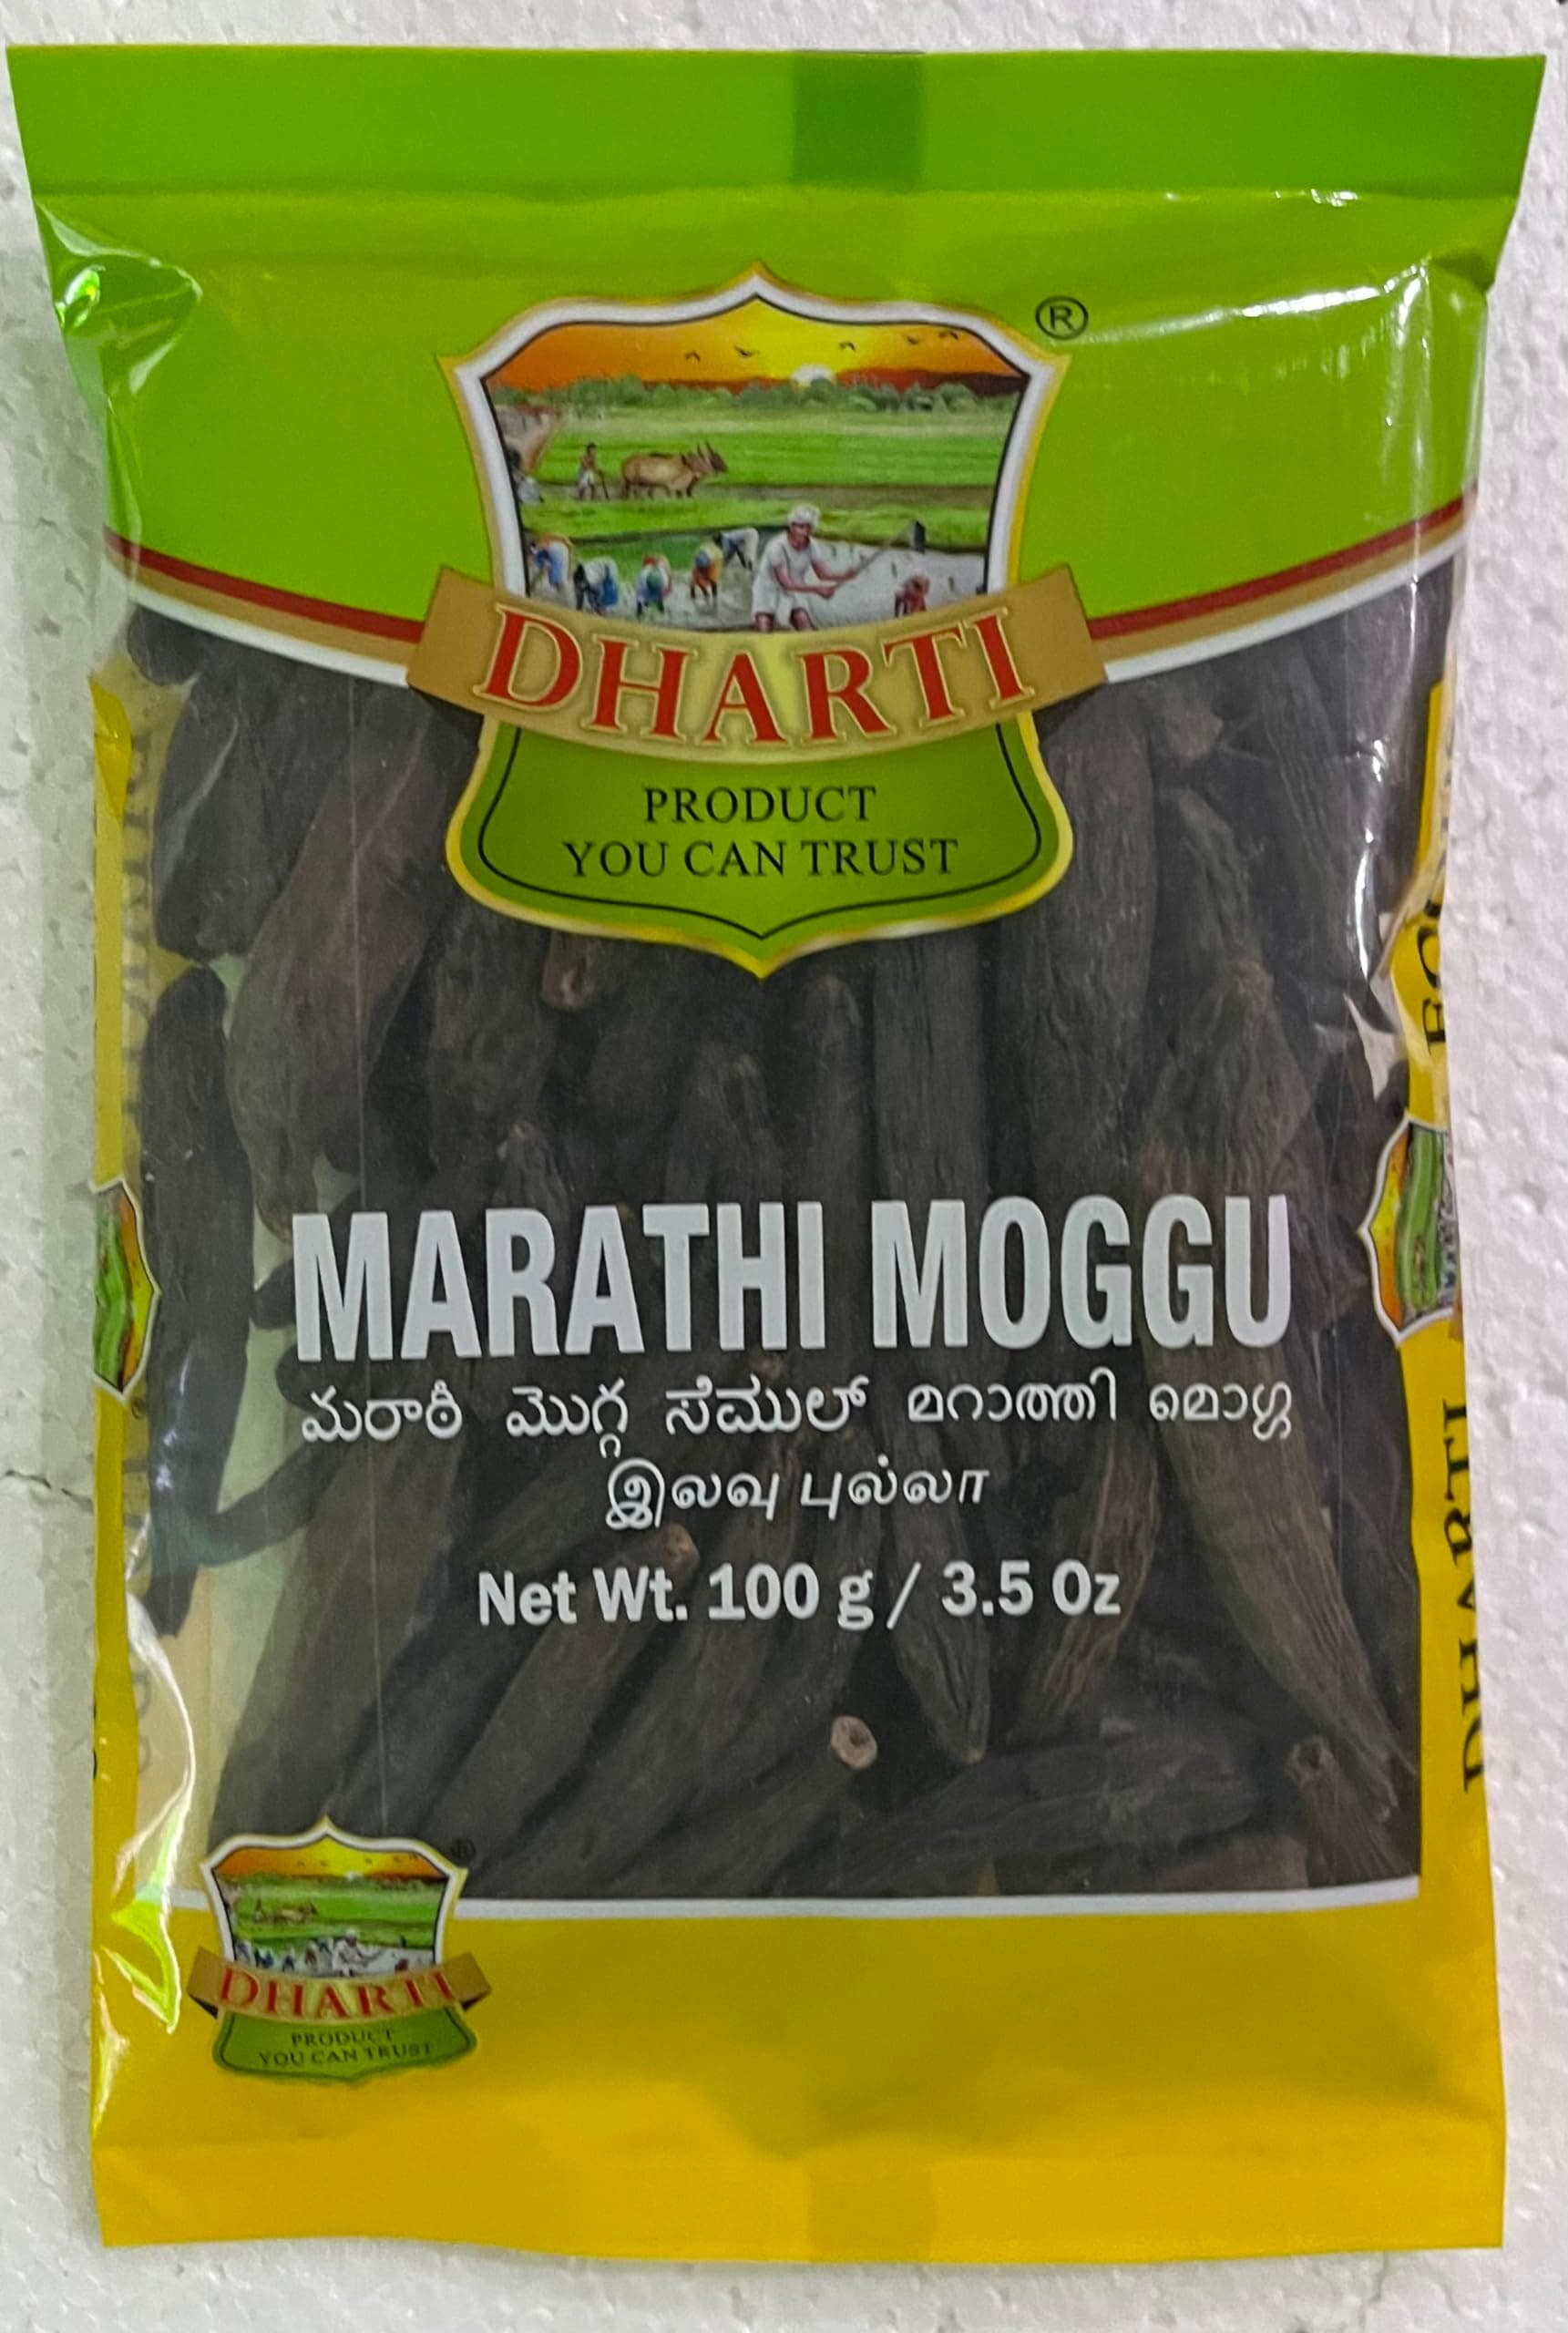 ®
DHARTI
PRODUCT
YOU CAN TRUST
MARATHI MOGGU
మరాఠీ మొగ్గ ಸೆಮುಲ್ മറാത്തി മൊഗ്ഗ
இலவு புல்லா
Net Wt. 100 g / 3.5 Oz
DHARTI
®
DHARTI
PRODUCT
YOU CAN TRUST